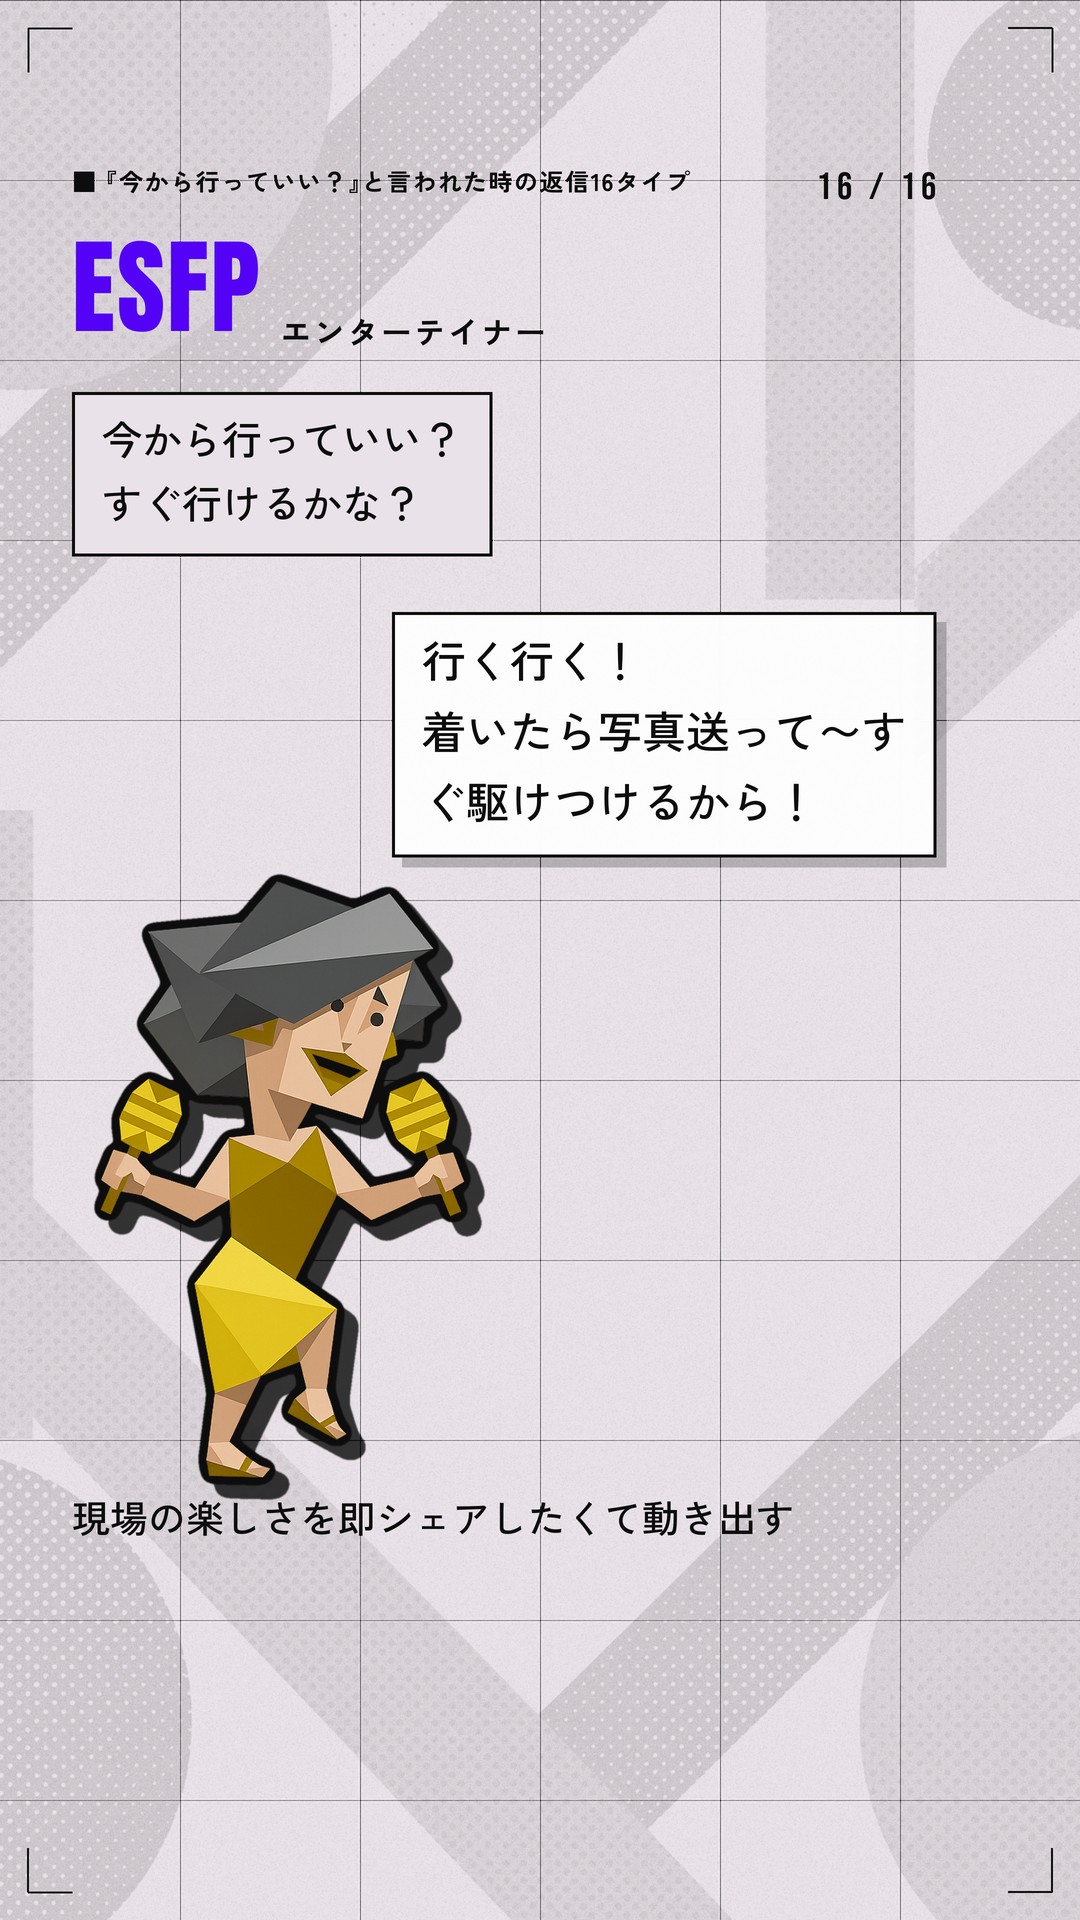 ■『今から行っていい？』と言われた時の返信16タイプ
16 / 16
ESFP
エンターテイナー
今から行っていい？
すぐ行けるかな？
行く行く！
着いたら写真送って〜す
ぐ駆けつけるから！
現場の楽しさを即シェアしたくて動き出す